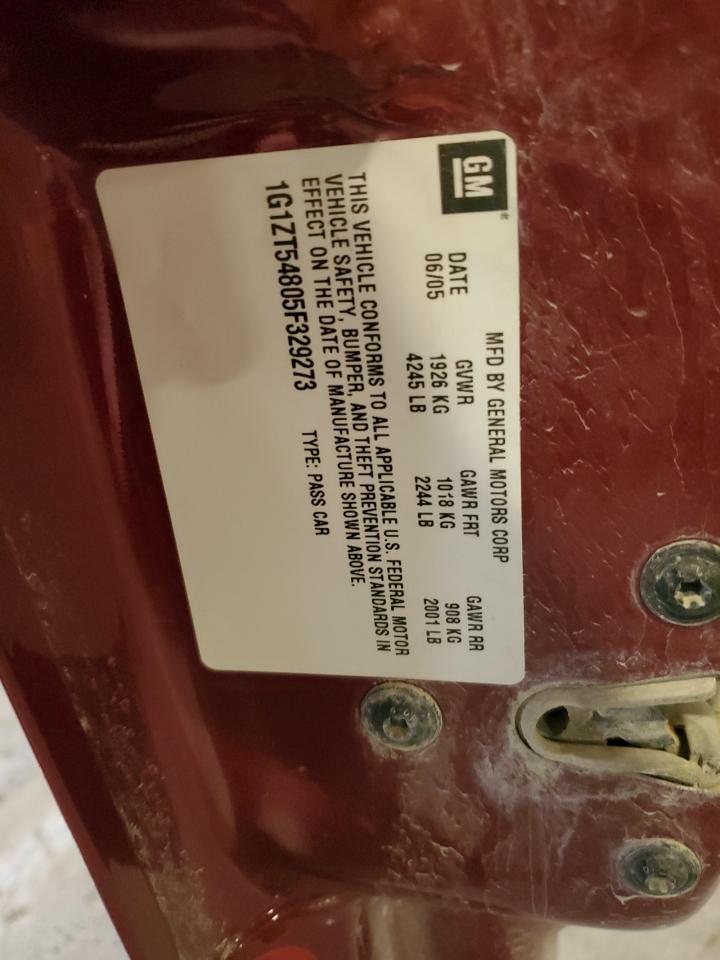 GM®
MFD BY GENERAL MOTORS CORP
DATE GVWR GAWR FRT GAWR RR
06/05 1926 KG 1018 KG 908 KG
4245 LB 2244 LB 2001 LB
THIS VEHICLE CONFORMS TO ALL APPLICABLE U.S. FEDERAL MOTOR
VEHICLE SAFETY, BUMPER, AND THEFT PREVENTION STANDARDS IN
EFFECT ON THE DATE OF MANUFACTURE SHOWN ABOVE.
1G1ZT54805F329273 TYPE: PASS CAR